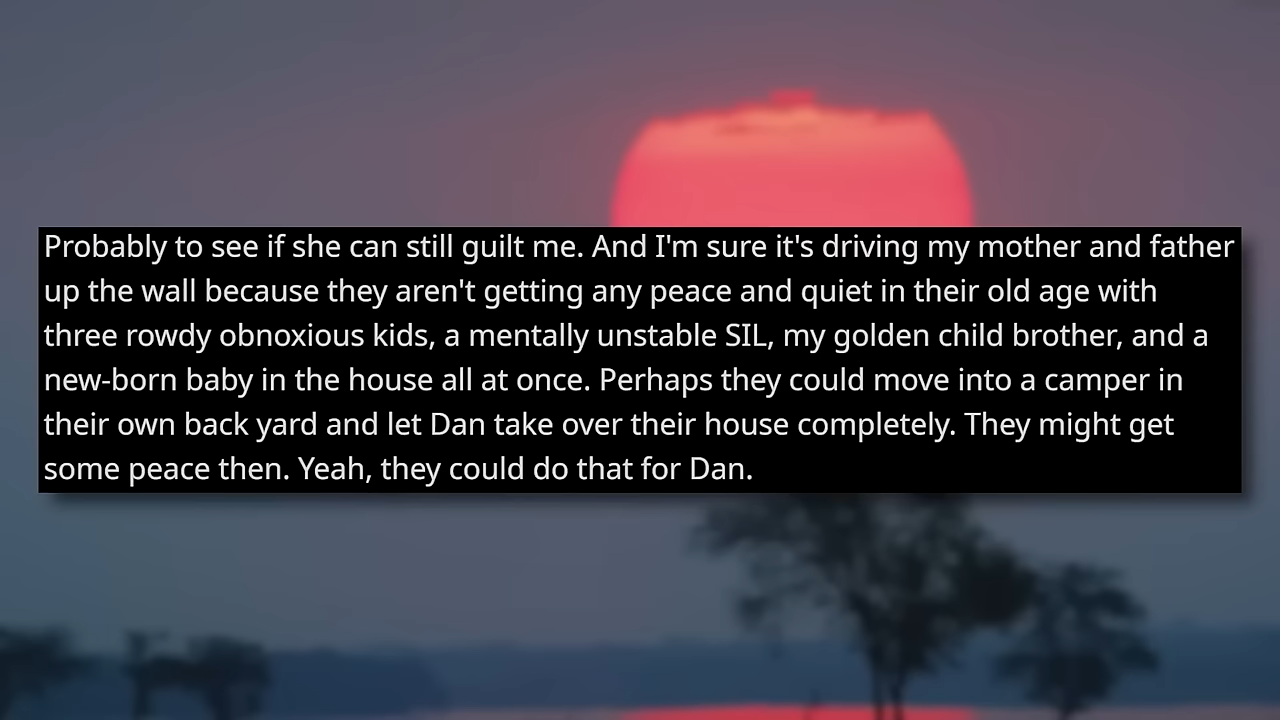 Probably to see if she can still guilt me. And I'm sure it's driving my mother and father
up the wall because they aren't getting any peace and quiet in their old age with
three rowdy obnoxious kids, a mentally unstable SIL, my golden child brother, and a
new-born baby in the house all at once. Perhaps they could move into a camper in
their own back yard and let Dan take over their house completely. They might get
some peace then. Yeah, they could do that for Dan.